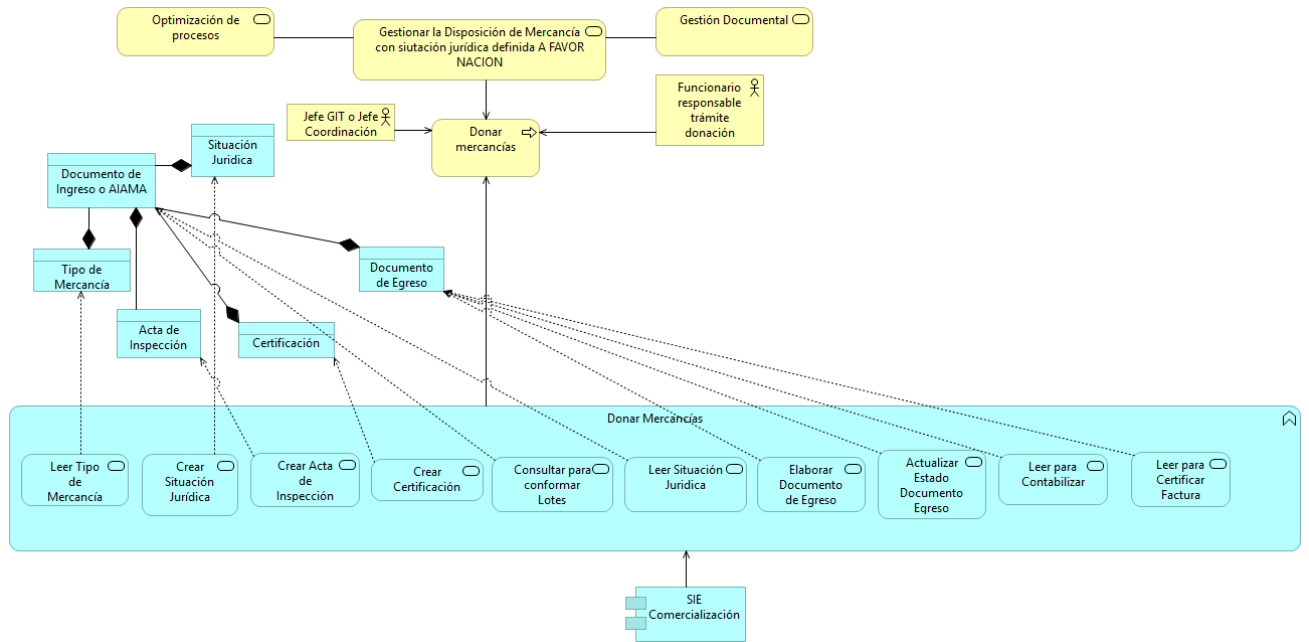 Optimización de
procesos
Gestionar la Disposición de Mercancía
con siutación jurídica definida A FAVOR
NACION
Gestión Documental
Jefe GIT o Jefe
Coordinación
Donar
mercancías
Funcionario
responsable
trámite
donación
Situación
Juridica
Documento de
Ingreso o AIAMA
Tipo de
Mercancía
Documento
de Egreso
Acta de
Inspección
Certificación
Donar Mercancías
Leer Tipo
de
Mercancía
Crear
Situación
Jurídica
Crear Acta
de
Inspección
Crear
Certificación
Consultar para
conformar
Lotes
Leer Situación
Juridica
Elaborar
Documento
de Egreso
Actualizar
Estado
Documento
Egreso
Leer para
Contabilizar
Leer para
Certificar
Factura
SIE
Comercialización